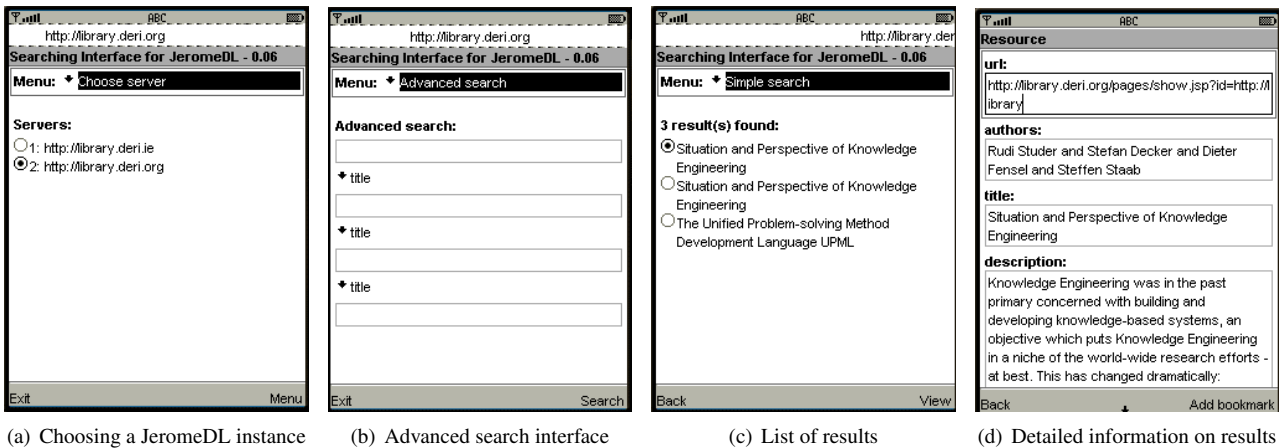 ABC
http://library.deri.org
Searching Interface for JeromeDL - 0.06
Menu: Choose server
Servers:
1: http://library.deri.ie
2: http://library.deri.org
Exit Menu
(a) Choosing a JeromeDL instance
ABC
http://library.deri.org
Searching Interface for JeromeDL - 0.06
Menu: Advanced search
Advanced search:
title
title
title
Exit Search
(b) Advanced search interface
ABC
http://library.der
Searching Interface for JeromeDL - 0.06
Menu: Simple search
3 result(s) found:
Situation and Perspective of Knowledge
Engineering
Situation and Perspective of Knowledge
Engineering
The Unified Problem-solving Method
Development Language UPML
Back View
(c) List of results
ABC
Resource
url:
http://library.deri.org/pages/show.jsp?id=http://l
ibrary
authors:
Rudi Studer and Stefan Decker and Dieter
Fensel and Steffen Staab
title:
Situation and Perspective of Knowledge
Engineering
description:
Knowledge Engineering was in the past
primary concerned with building and
developing knowledge-based systems, an
objective which puts Knowledge Engineering
in a niche of the world-wide research efforts -
at best. This has changed dramatically:
Back Add bookmark
(d) Detailed information on results